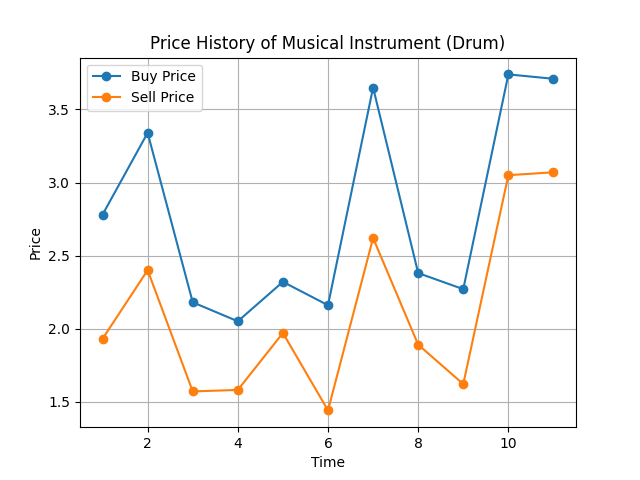 Price History of Musical Instrument (Drum)
Buy Price
Sell Price
3.5
3.0
2.5
2.0
1.5
Price
2 4 6 8 10
Time